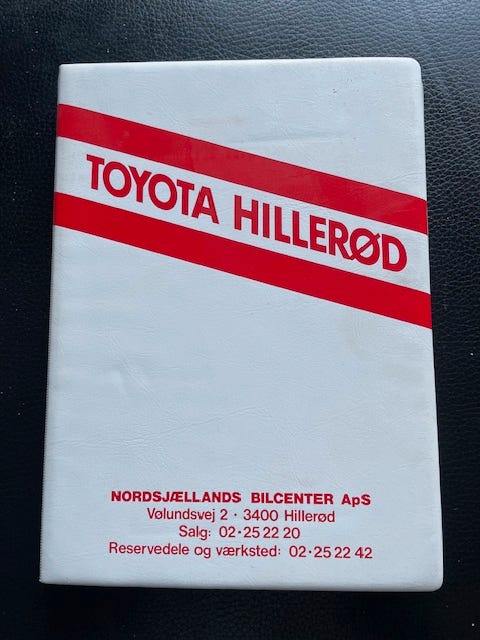 TOYOTA HILLERØD
NORDSJÆLLANDS BILCENTER ApS
Vølundsvej 2 · 3400 Hillerød
Salg: 02·25 22 20
Reservedele og værksted: 02·25 22 42